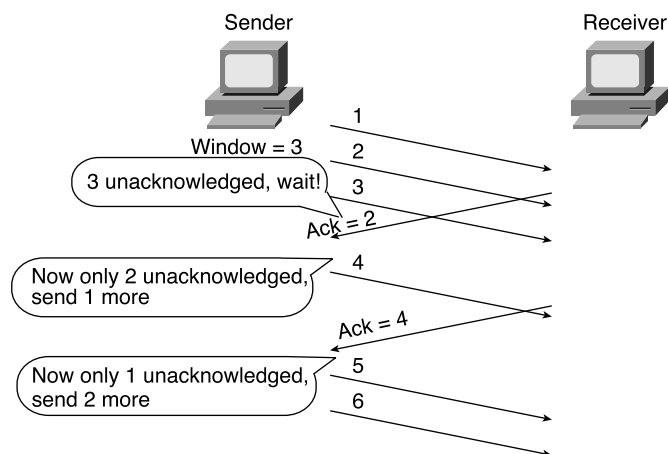 Sender
Receiver
1
Window = 3
2
3 unacknowledged, wait!
3
Ack = 2
Now only 2 unacknowledged,
send 1 more
4
Ack = 4
Now only 1 unacknowledged,
send 2 more
5
6